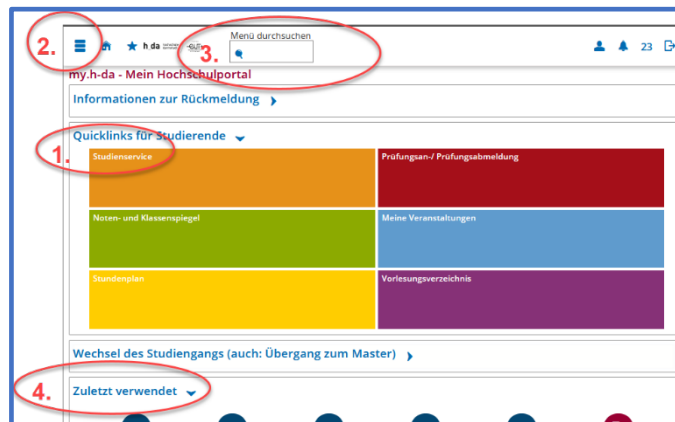 2.
h_da
3.
Menü durchsuchen
23
my.h-da - Mein Hochschulportal
Informationen zur Rückmeldung
Quicklinks für Studierende
1.
Studienservice
Prüfungsan-/ Prüfungsabmeldung
Noten- und Klassenspiegel
Meine Veranstaltungen
Stundenplan
Vorlesungsverzeichnis
Wechsel des Studiengangs (auch: Übergang zum Master)
4.
Zuletzt verwendet